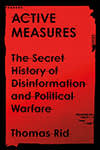 ACTIVE
MEASURES
The Secret
History of
Disinformation
and Political
Warfare
Thomas Rid